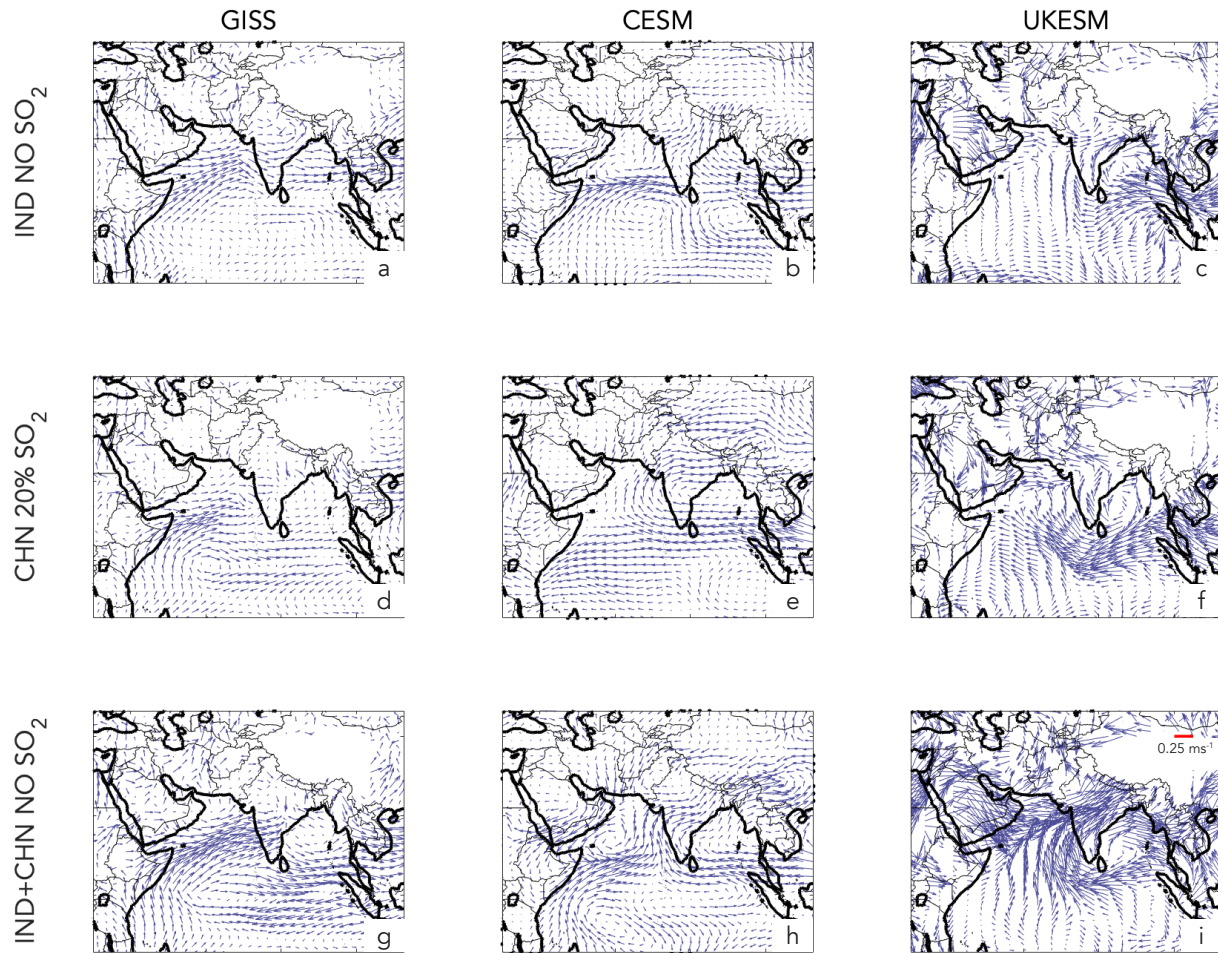 GISS CESM UKESM
IND NO SO2
a
b
c
CHN 20% SO2
d
e
f
IND+CHN NO SO2
0.25 ms-1
g
h
i